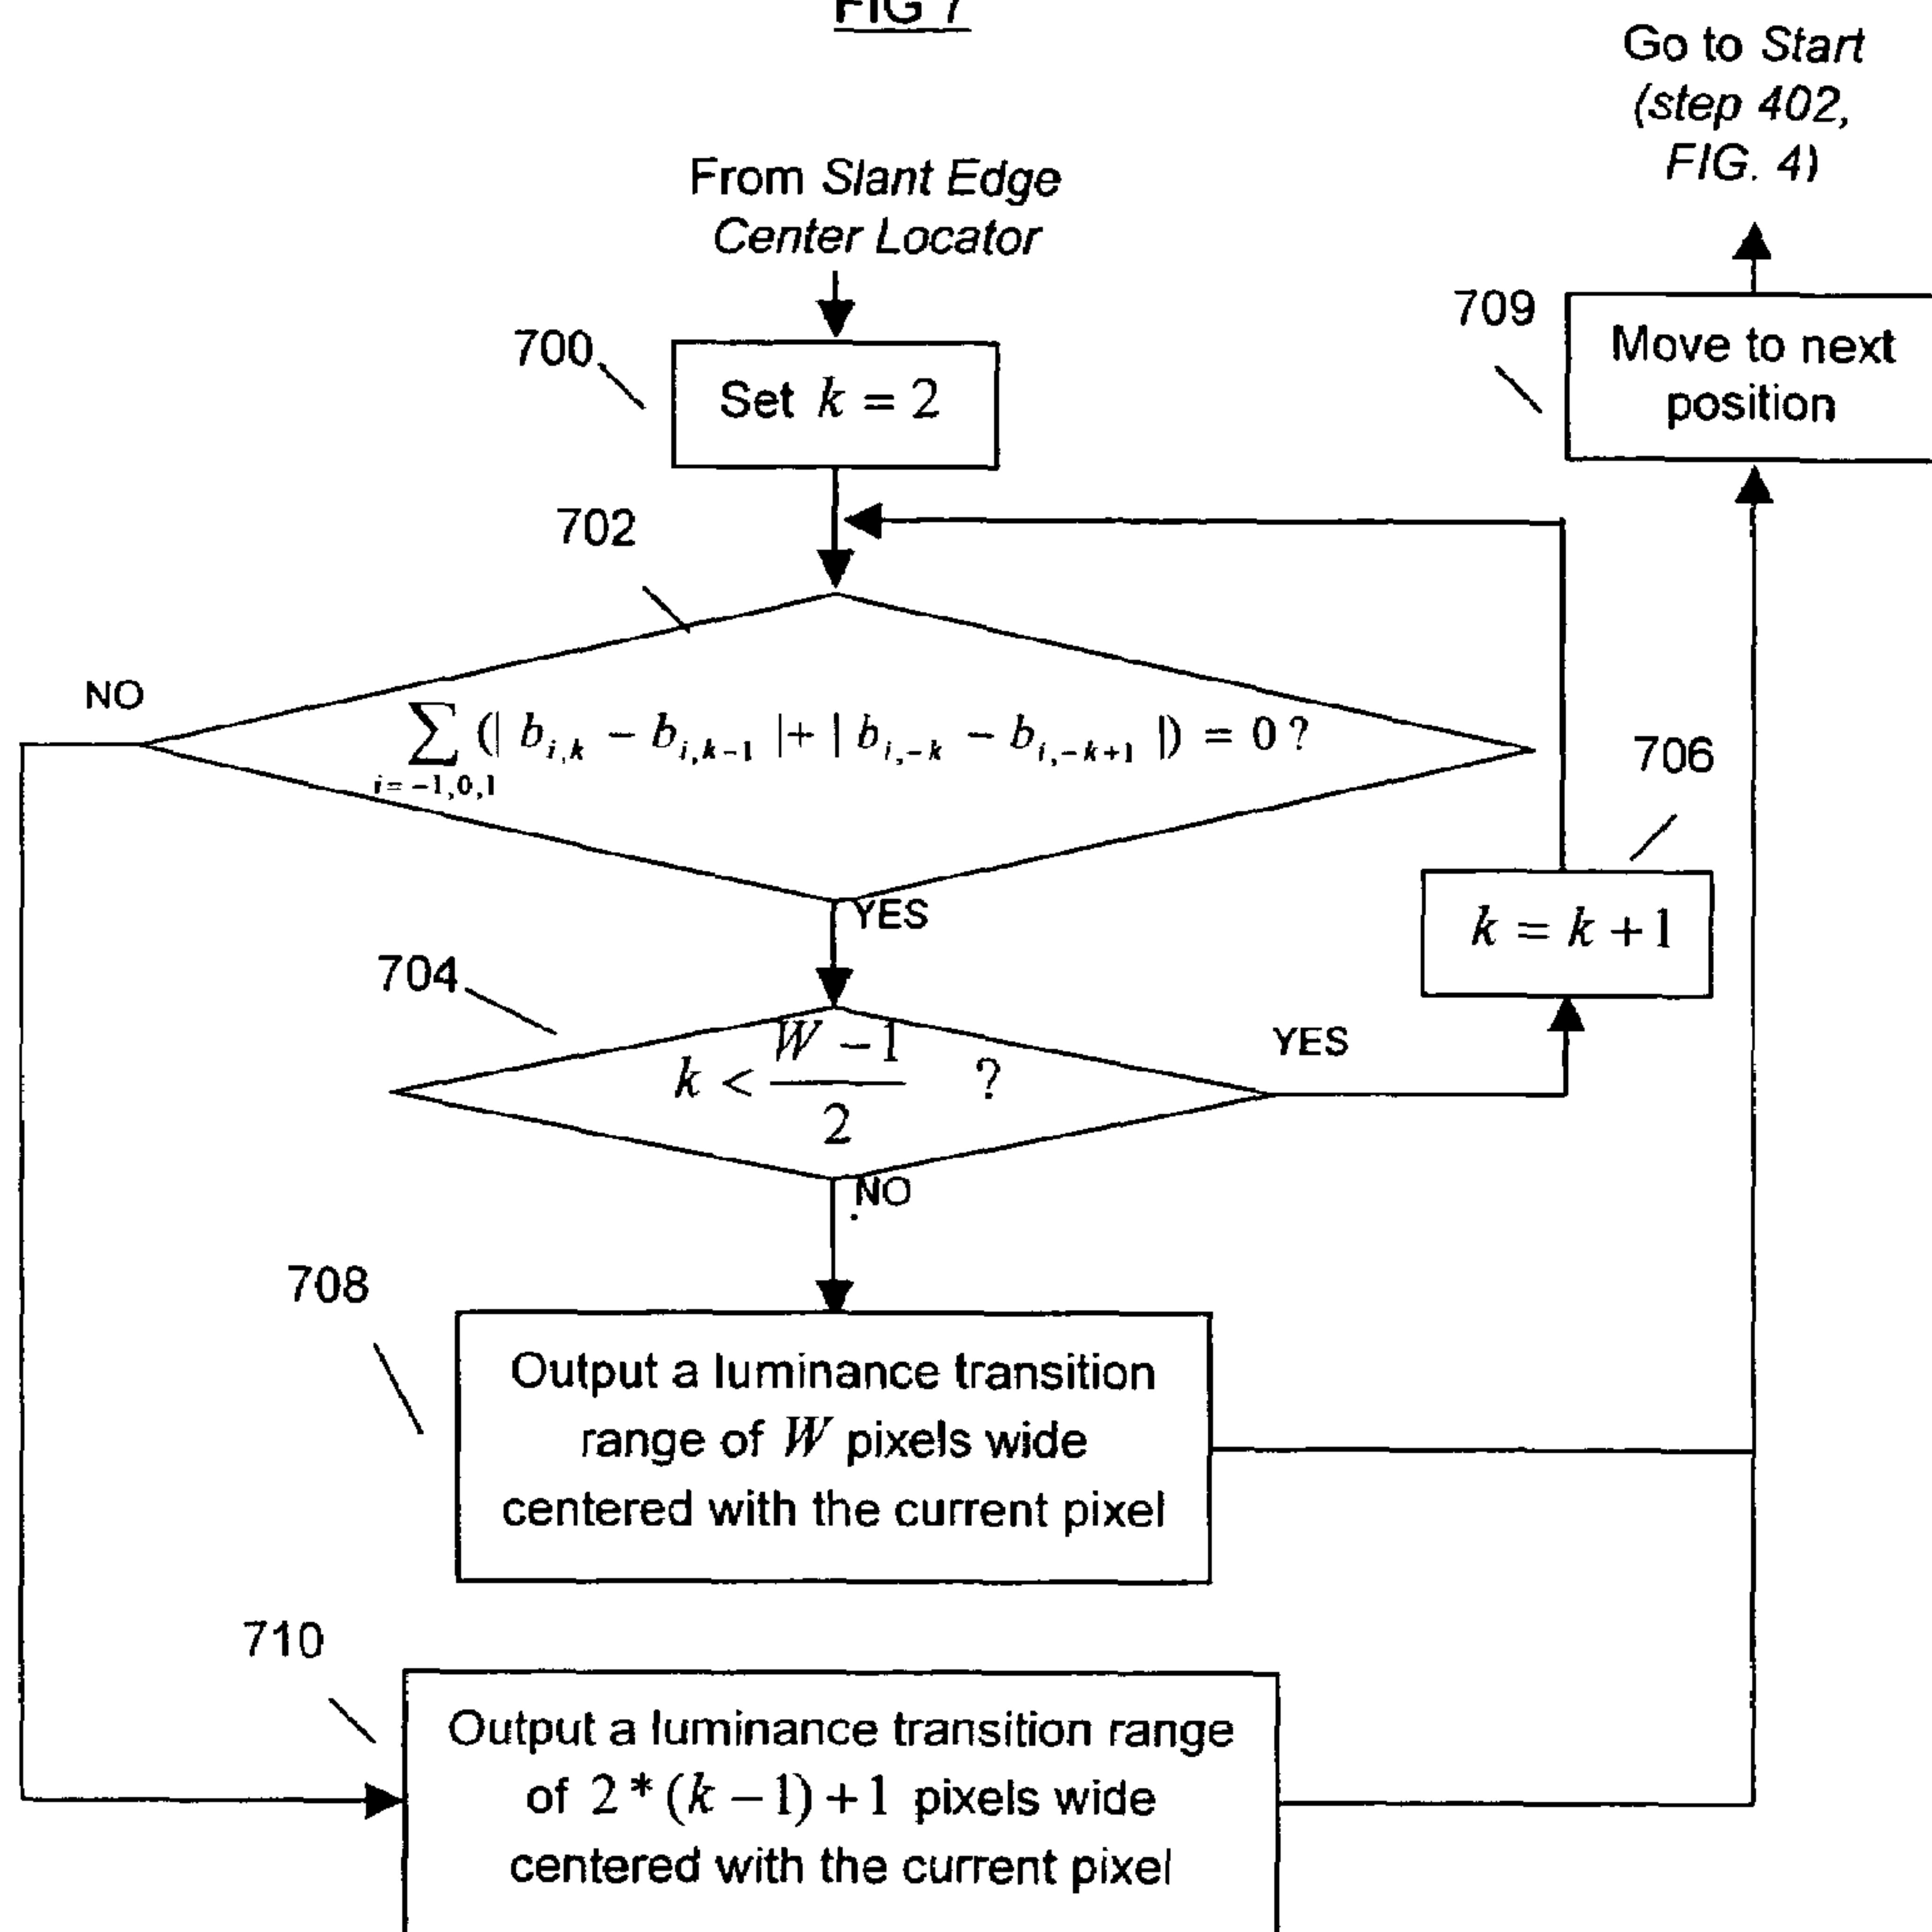 FIG 7
Go to Start
(step 402,
FIG. 4)
From Slant Edge
Center Locator
700
Set k = 2
709
Move to next
position
702
NO
∑ (| b_{i,k} − b_{i,k−1} | + | b_{i,−k} − b_{i,−k+1} |) = 0 ?
i=−1,0,1
YES
706
k = k + 1
704
k < (W − 1)/2 ?
YES
NO
708
Output a luminance transition
range of W pixels wide
centered with the current pixel
710
Output a luminance transition range
of 2 * (k − 1) + 1 pixels wide
centered with the current pixel